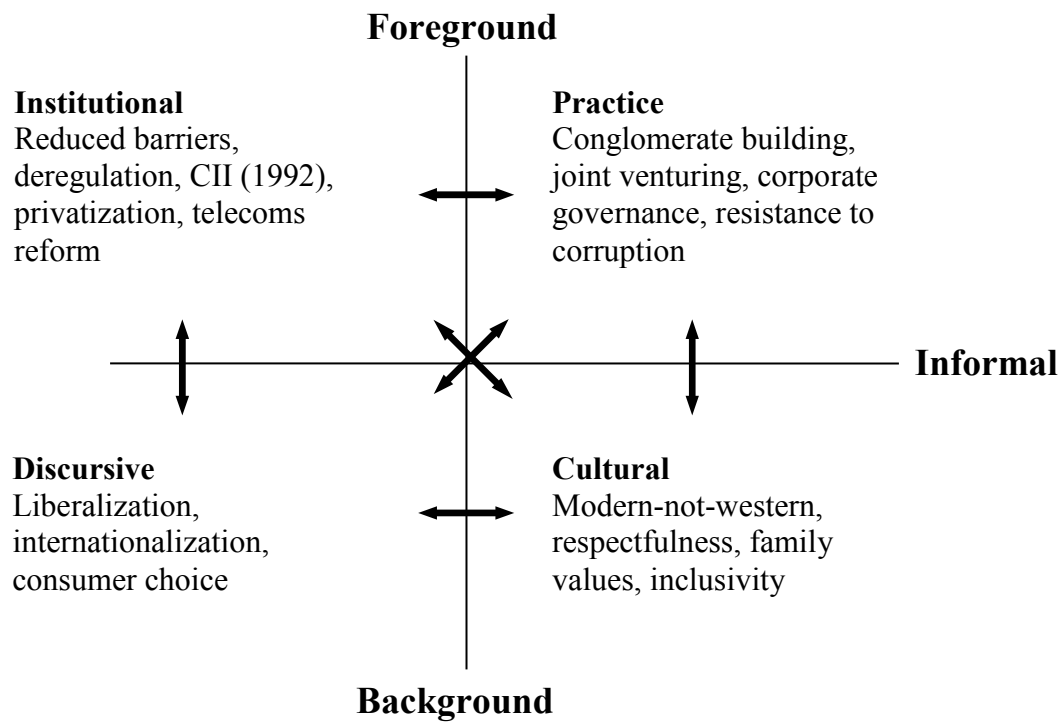 Foreground
Institutional
Reduced barriers,
deregulation, CII (1992),
privatization, telecoms
reform
Practice
Conglomerate building,
joint venturing, corporate
governance, resistance to
corruption
Informal
Discursive
Liberalization,
internationalization,
consumer choice
Cultural
Modern-not-western,
respectfulness, family
values, inclusivity
Background